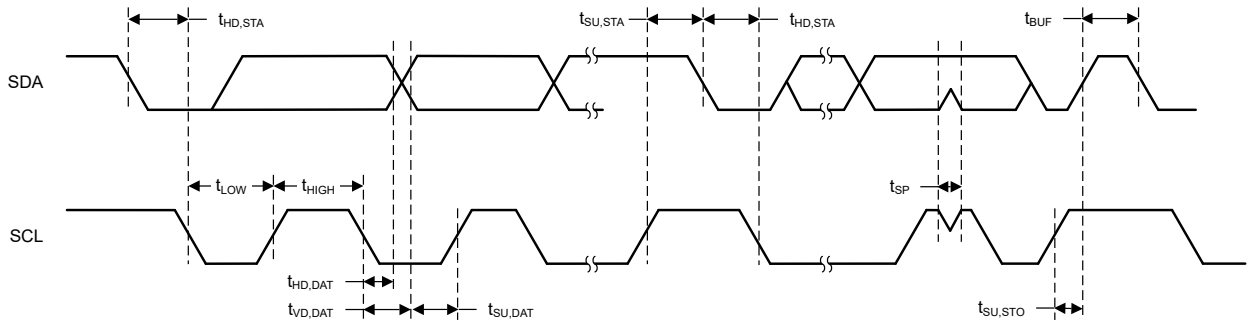 tHD,STA
tSU,STA
tHD,STA
tBUF
SDA
tLOW
tHIGH
tSP
SCL
tHD,DAT
tVD,DAT
tSU,DAT
tSU,STO